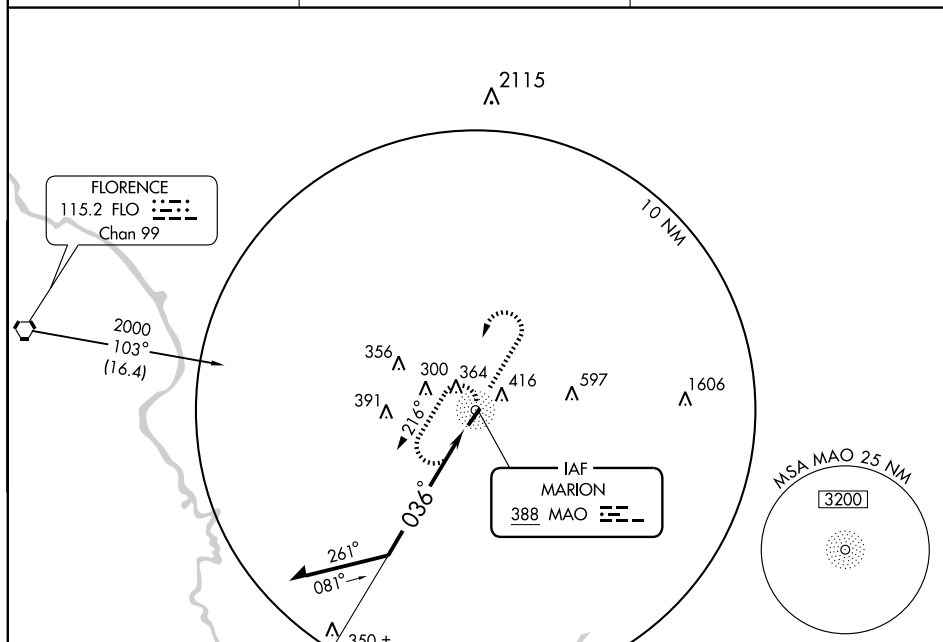 2115
10 NM
FLORENCE
115.2 FLO
Chan 99
2000
103°
(16.4)
356
300
364
416
597
1606
391
216°
IAF
MARION
388 MAO
036°
261°
081°
350 ±
MSA MAO 25 NM
3200